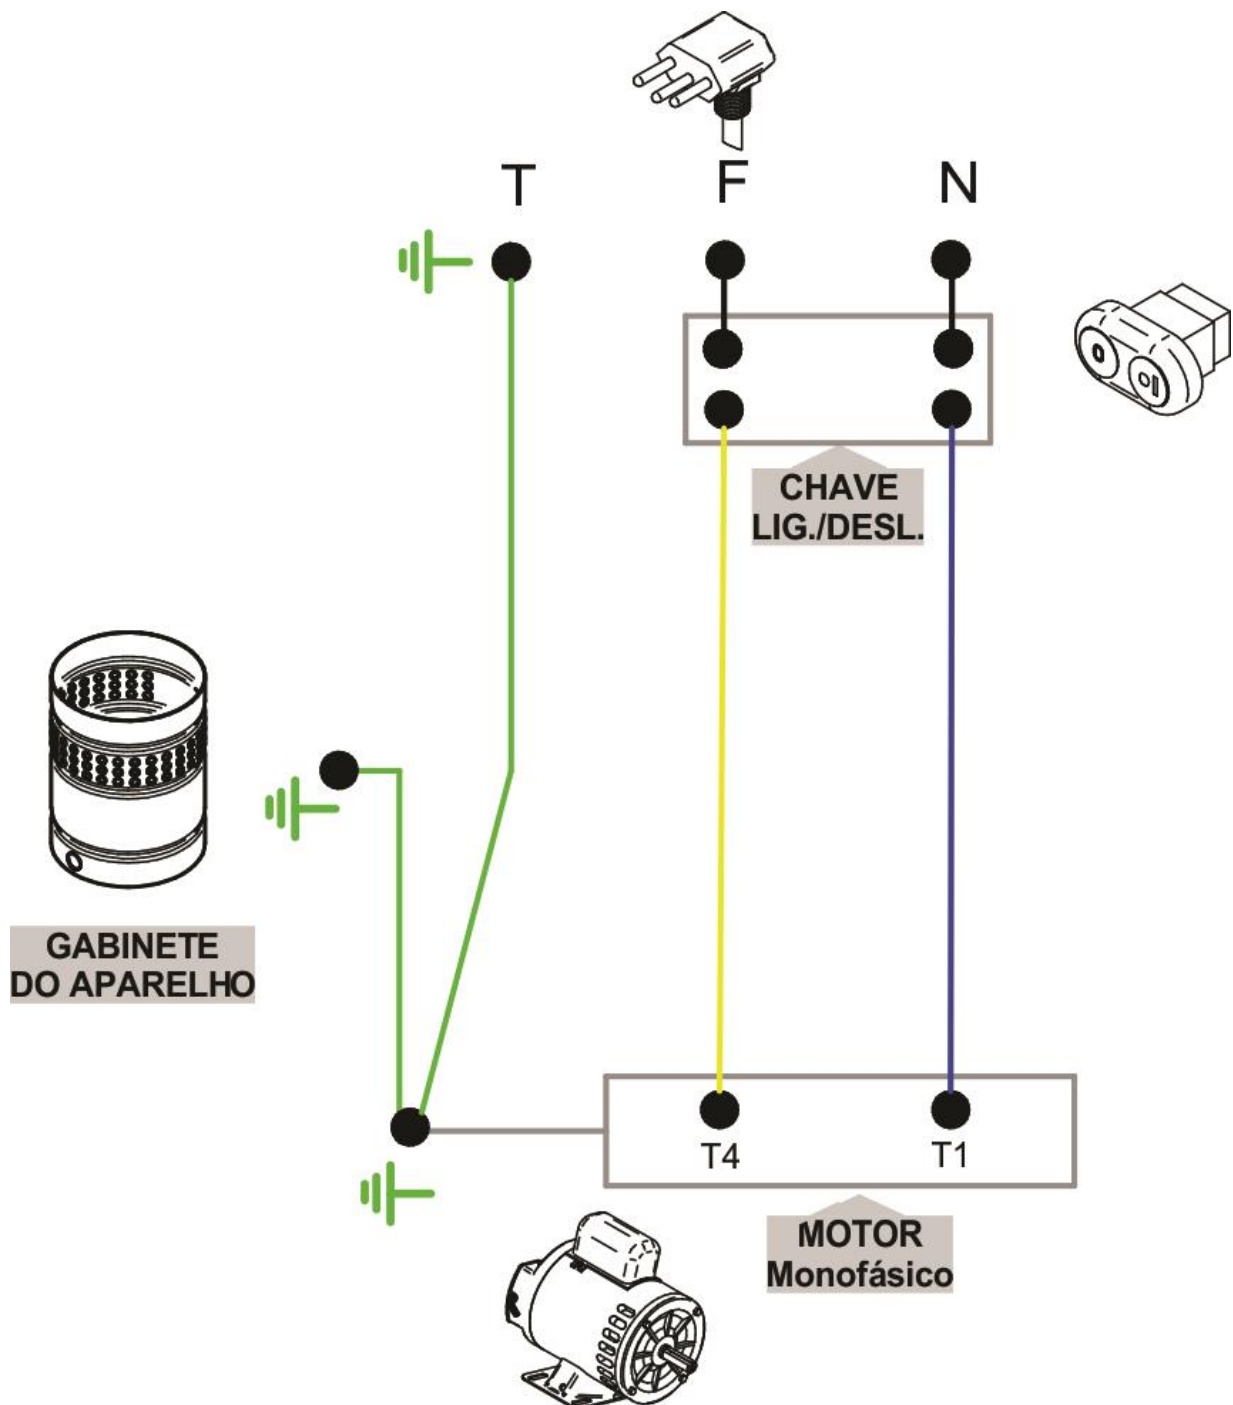 T F N
CHAVE
LIG./DESL.
GABINETE
DO APARELHO
T4 T1
MOTOR
Monofásico